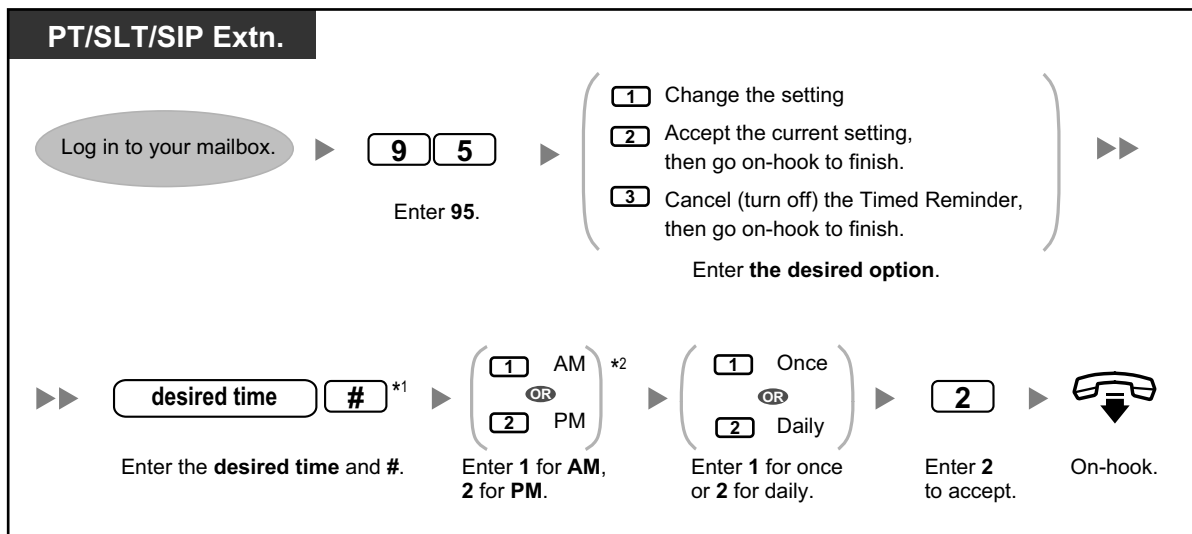 PT/SLT/SIP Extn.
Log in to your mailbox.
9 5
Enter 95.
1 Change the setting
2 Accept the current setting,
then go on-hook to finish.
3 Cancel (turn off) the Timed Reminder,
then go on-hook to finish.
Enter the desired option.
desired time # *1
Enter the desired time and #.
1 AM *2
OR
2 PM
Enter 1 for AM,
2 for PM.
1 Once
OR
2 Daily
Enter 1 for once
or 2 for daily.
2
Enter 2
to accept.
On-hook.